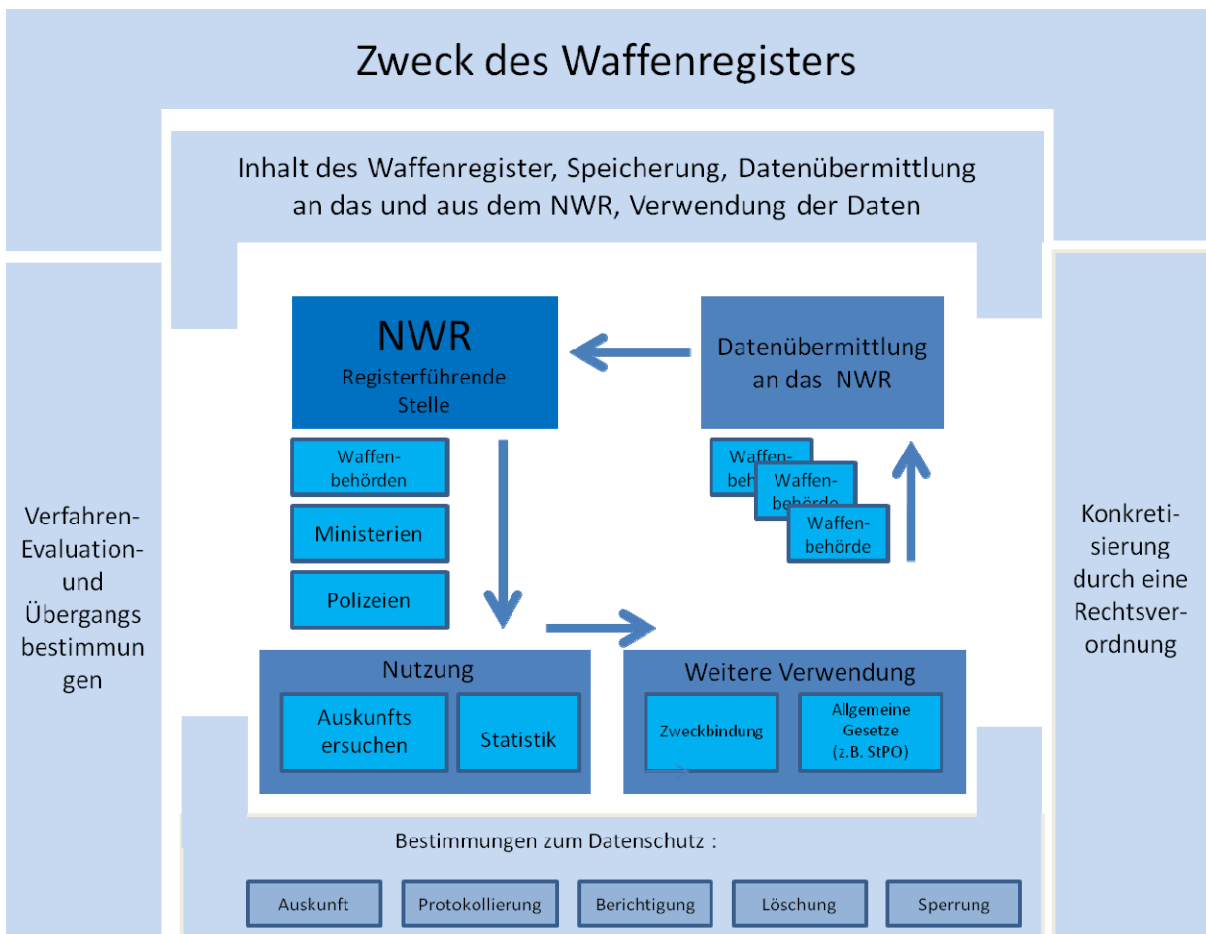 Zweck des Waffenregisters
Inhalt des Waffenregister, Speicherung, Datenübermittlung
an das und aus dem NWR, Verwendung der Daten
Verfahren-
Evaluation-
und
Übergangs
bestimmun
gen
NWR
Registerführende
Stelle
Datenübermittlung
an das NWR
Waffen-
behörden
Ministerien
Polizeien
Waffen-
Waffen-
behörde
Waffen-
behörde
Konkreti-
sierung
durch eine
Rechtsver-
ordnung
Nutzung
Auskunfts
ersuchen
Statistik
Weitere Verwendung
Zweckbindung
Allgemeine
Gesetze
(z.B. StPO)
Bestimmungen zum Datenschutz :
Auskunft
Protokollierung
Berichtigung
Löschung
Sperrung